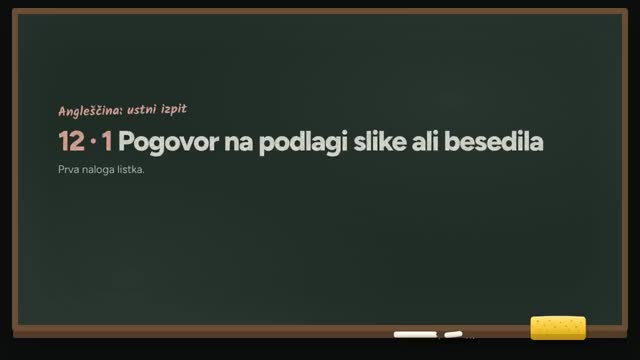 Angleščina: ustni izpit
12 · 1 Pogovor na podlagi slike ali besedila
Prva naloga listka.